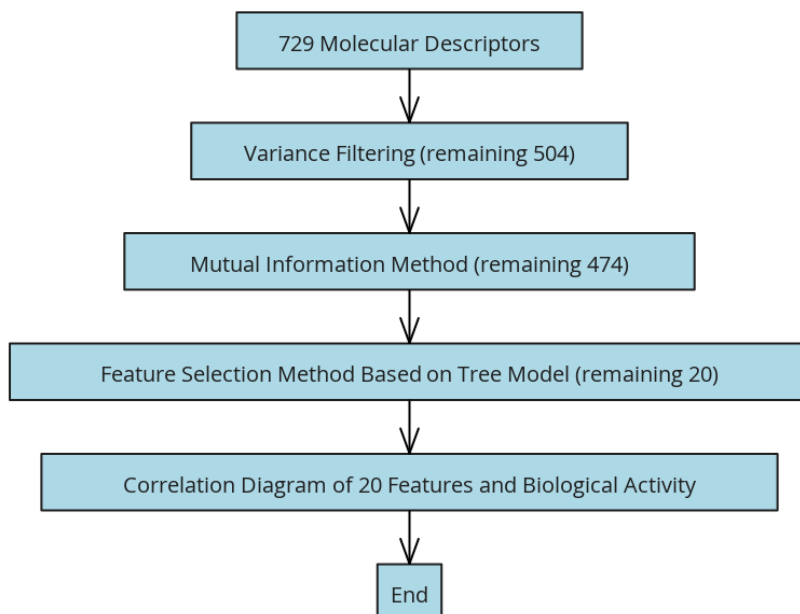 729 Molecular Descriptors
Variance Filtering (remaining 504)
Mutual Information Method (remaining 474)
Feature Selection Method Based on Tree Model (remaining 20)
Correlation Diagram of 20 Features and Biological Activity
End